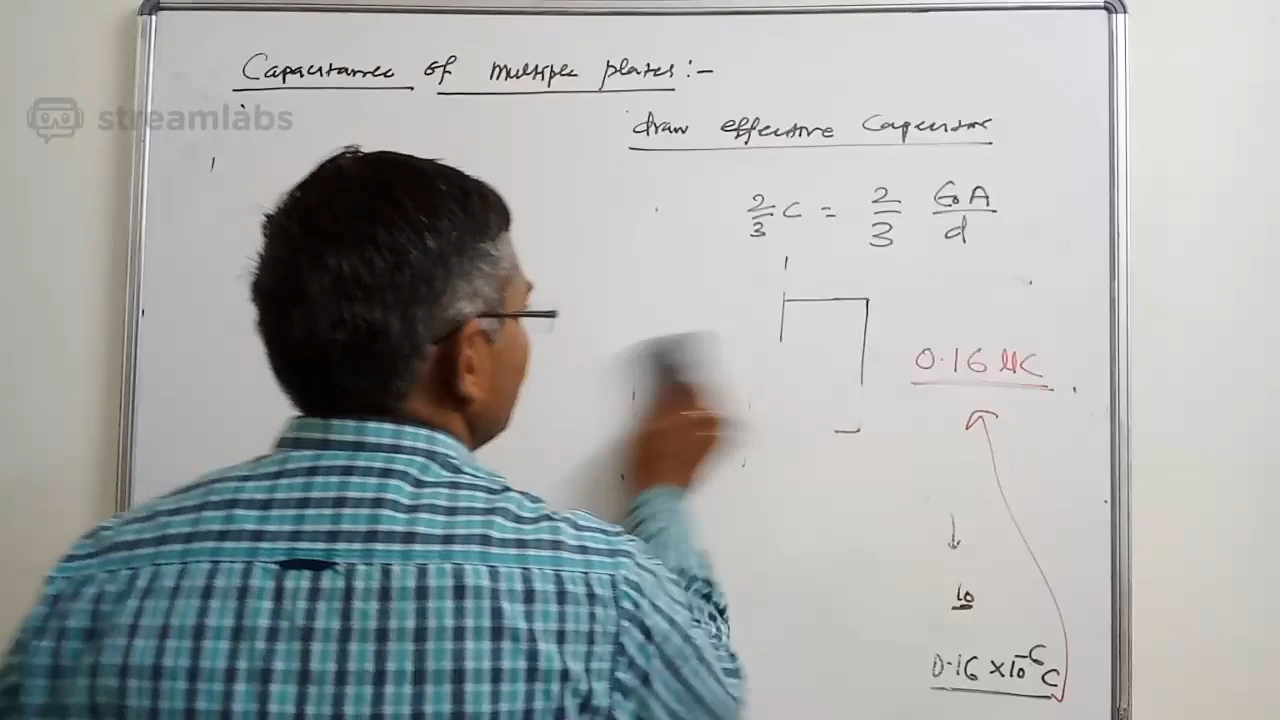 Capacitance of multiple plates:-
streamlabs
draw effective Capacitor
2/3 C = 2/3 ε₀A/d
0.16 μC
10
0.16 × 10⁻⁶ C